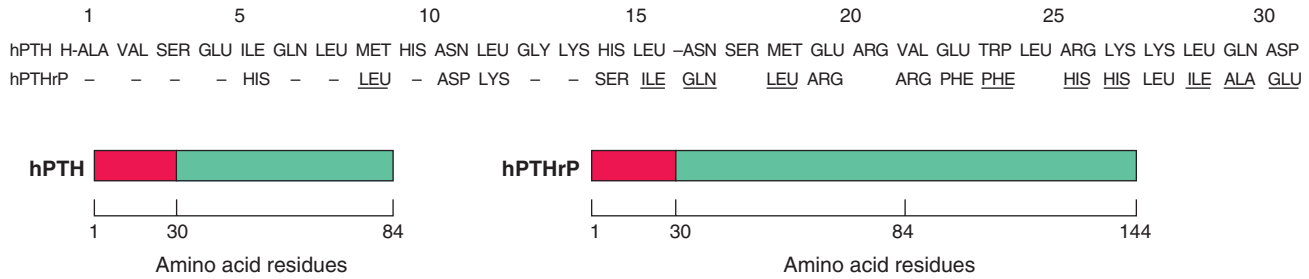 1 5 10 15 20 25 30
hPTH H-ALA VAL SER GLU ILE GLN LEU MET HIS ASN LEU GLY LYS HIS LEU –ASN SER MET GLU ARG VAL GLU TRP LEU ARG LYS LYS LEU GLN ASP
hPTHrP – – – – HIS – – LEU – ASP LYS – – SER ILE GLN LEU ARG ARG PHE PHE HIS HIS LEU ILE ALA GLU
hPTH hPTHrP
1 30 84 1 30 84 144
Amino acid residues Amino acid residues